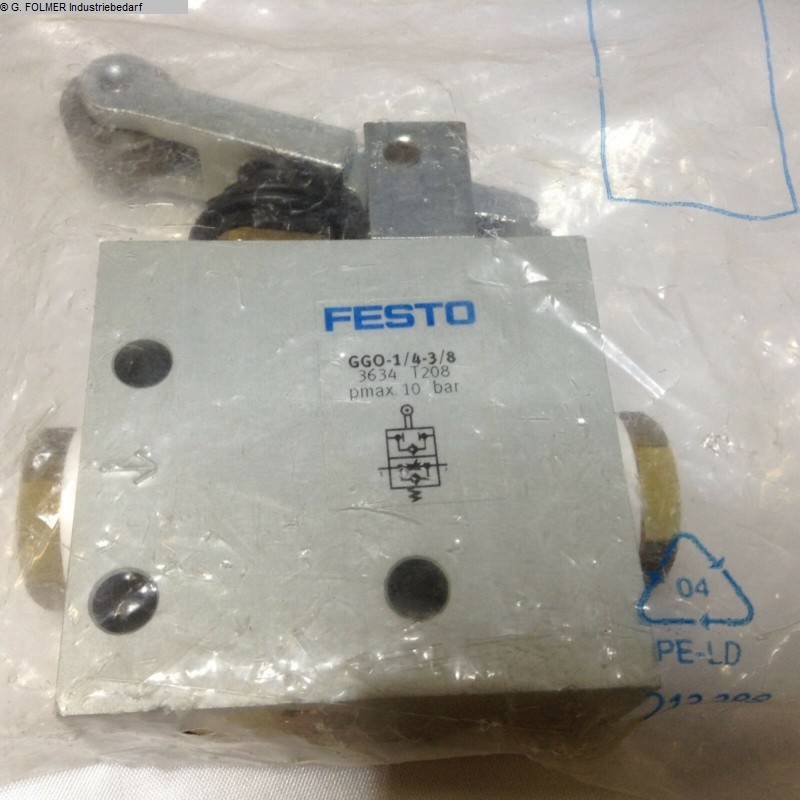 ® G. FOLMER Industriebedarf
FESTO
GGO-1/4-3/8
3634 T208
pmax. 10 bar
04
PE-LD